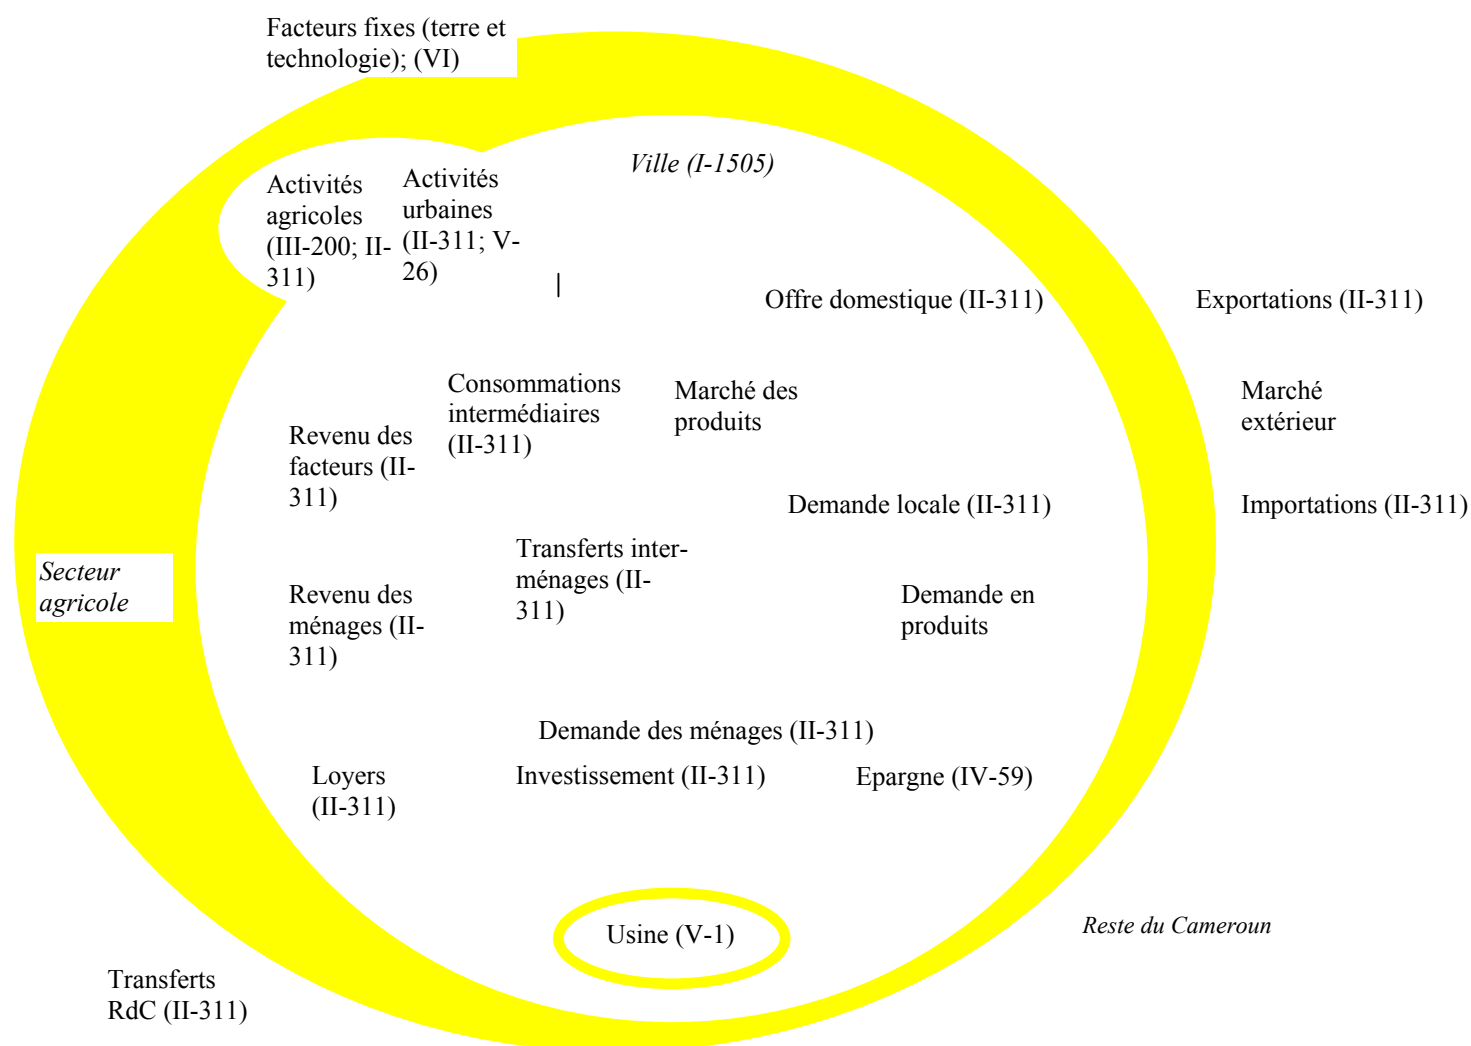 Facteurs fixes (terre et
technologie); (VI)
Ville (I-1505)
Activités
agricoles
(III-200; II-
311)
Activités
urbaines
(II-311; V-
26)
|
Offre domestique (II-311)
Exportations (II-311)
Consommations
intermédiaires
(II-311)
Marché des
produits
Marché
extérieur
Revenu des
facteurs (II-
311)
Demande locale (II-311)
Importations (II-311)
Transferts inter-
ménages (II-
311)
Secteur
agricole
Revenu des
ménages (II-
311)
Demande en
produits
Demande des ménages (II-311)
Loyers
(II-311)
Investissement (II-311)
Epargne (IV-59)
Usine (V-1)
Reste du Cameroun
Transferts
RdC (II-311)